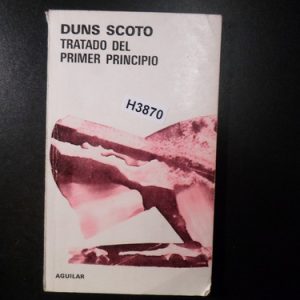 DUNS SCOTO
TRATADO DEL
PRIMER PRINCIPIO
H3870
AGUILAR